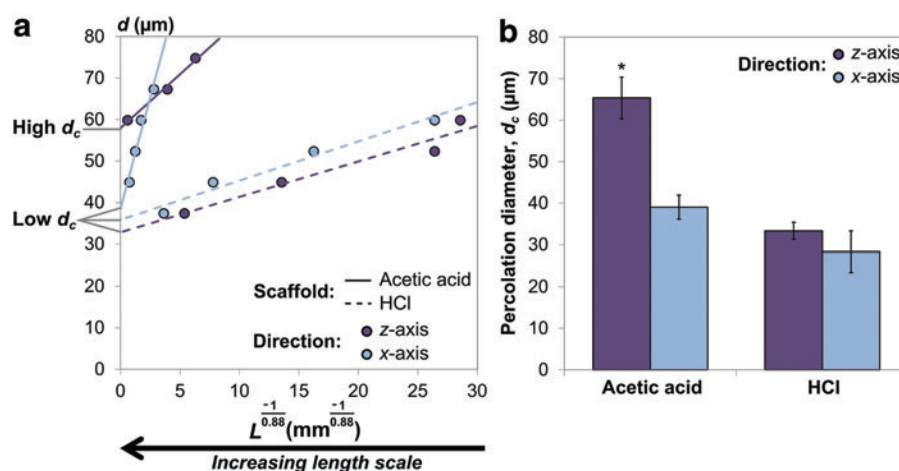 a
d (μm)
80
70
60
50
40
30
20
10
0
High dc
Low dc
Scaffold:
Acetic acid
HCl
Direction:
z-axis
x-axis
0 5 10 15 20 25 30
L^(-1/0.88) (mm^(-1/0.88))
Increasing length scale
b
Percolation diameter, dc (μm)
80
70
60
50
40
30
20
10
0
*
Direction:
z-axis
x-axis
Acetic acid HCl